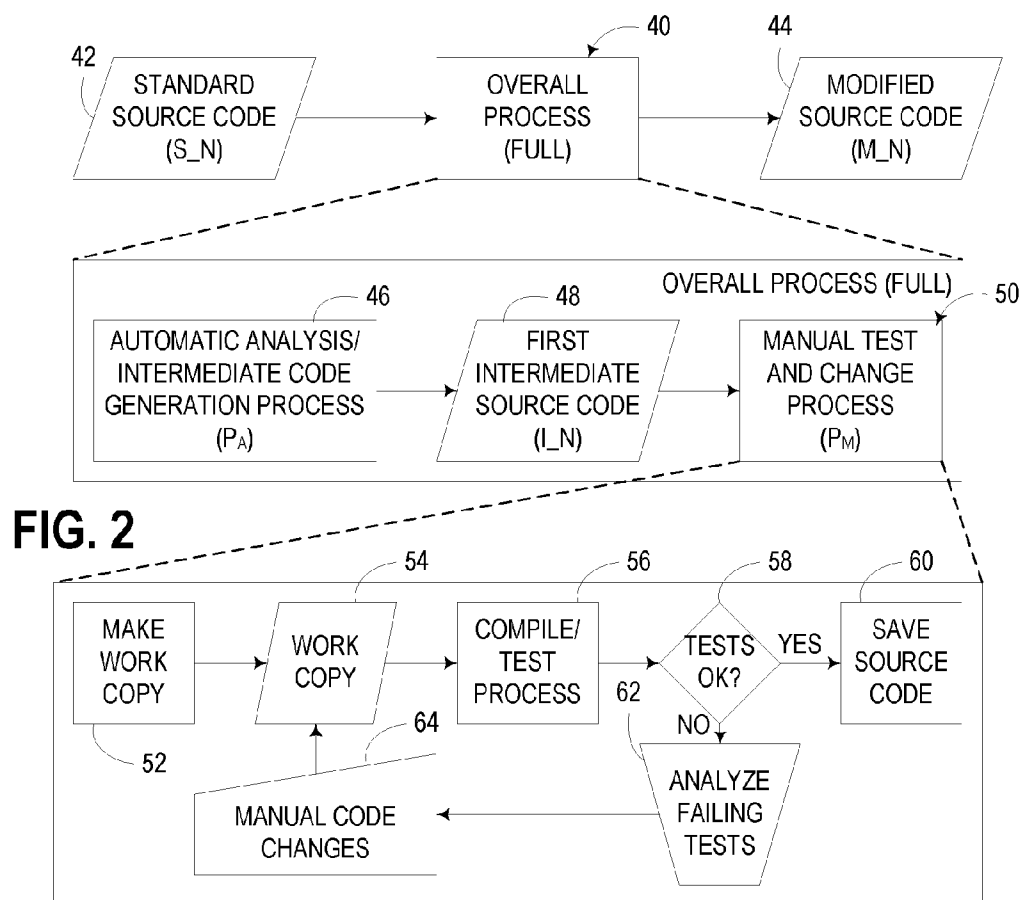 40
42
44
STANDARD
SOURCE CODE
(S_N)
OVERALL
PROCESS
(FULL)
MODIFIED
SOURCE CODE
(M_N)
OVERALL PROCESS (FULL)
46
48
50
AUTOMATIC ANALYSIS/
INTERMEDIATE CODE
GENERATION PROCESS
(PA)
FIRST
INTERMEDIATE
SOURCE CODE
(I_N)
MANUAL TEST
AND CHANGE
PROCESS
(PM)
FIG. 2
54
56
58
60
MAKE
WORK
COPY
52
WORK
COPY
COMPILE/
TEST
PROCESS
TESTS
OK?
YES
SAVE
SOURCE
CODE
NO
62
64
ANALYZE
FAILING
TESTS
MANUAL CODE
CHANGES